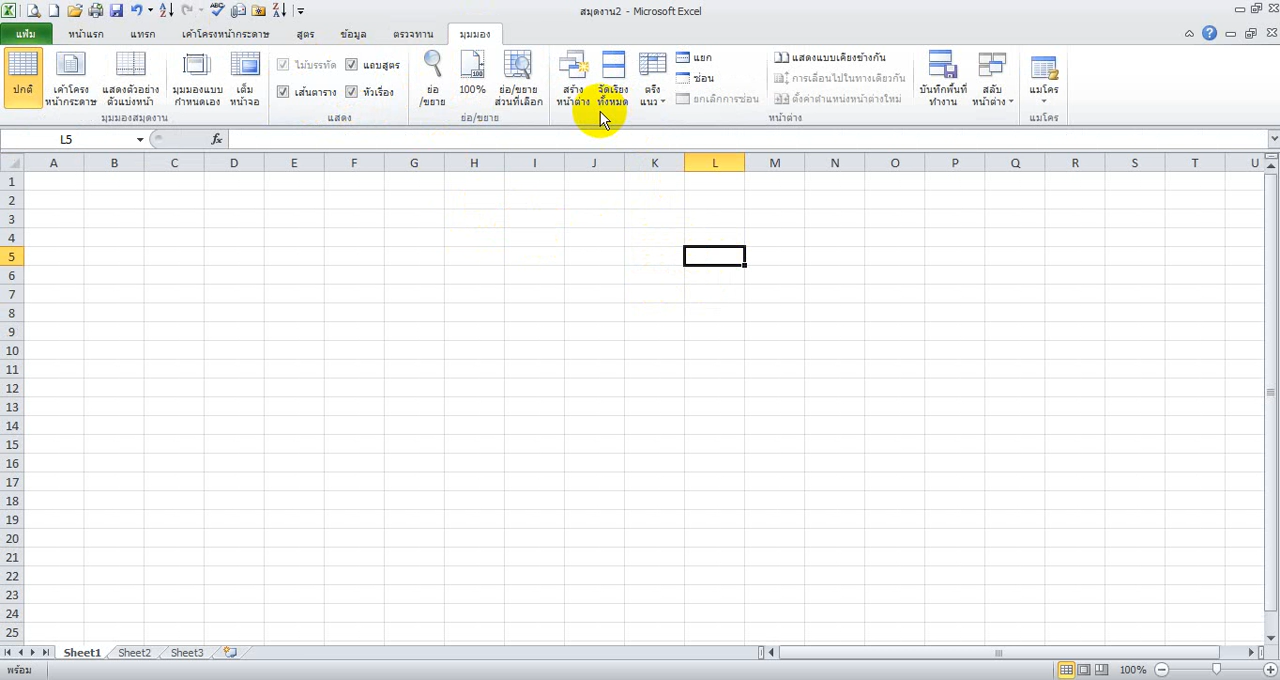 สมุดงาน2 - Microsoft Excel
แฟ้ม หน้าแรก แทรก เค้าโครงหน้ากระดาษ สูตร ข้อมูล ตรวจทาน มุมมอง
ปกติ
เค้าโครง
หน้ากระดาษ
แสดงตัวอย่าง
ตัวแบ่งหน้า
มุมมองแบบ
กำหนดเอง
เต็ม
หน้าจอ
มุมมองสมุดงาน
ไม้บรรทัด แถบสูตร
เส้นตาราง หัวเรื่อง
แสดง
ย่อ
/ขยาย
100%
ย่อ/ขยาย
ส่วนที่เลือก
ย่อ/ขยาย
สร้าง
หน้าต่าง
จัดเรียง
ทั้งหมด
ตรึง
แนว
แยก
ซ่อน
ยกเลิกการซ่อน
แสดงแบบเคียงข้างกัน
การเลื่อนไปในทางเดียวกัน
ตั้งค่าตำแหน่งหน้าต่างใหม่
บันทึกพื้นที่
ทำงาน
สลับ
หน้าต่าง
หน้าต่าง
แมโคร
แมโคร
L5 fx
A B C D E F G H I J K L M N O P Q R S T U
1
2
3
4
5
6
7
8
9
10
11
12
13
14
15
16
17
18
19
20
21
22
23
24
25
Sheet1 Sheet2 Sheet3
พร้อม 100%